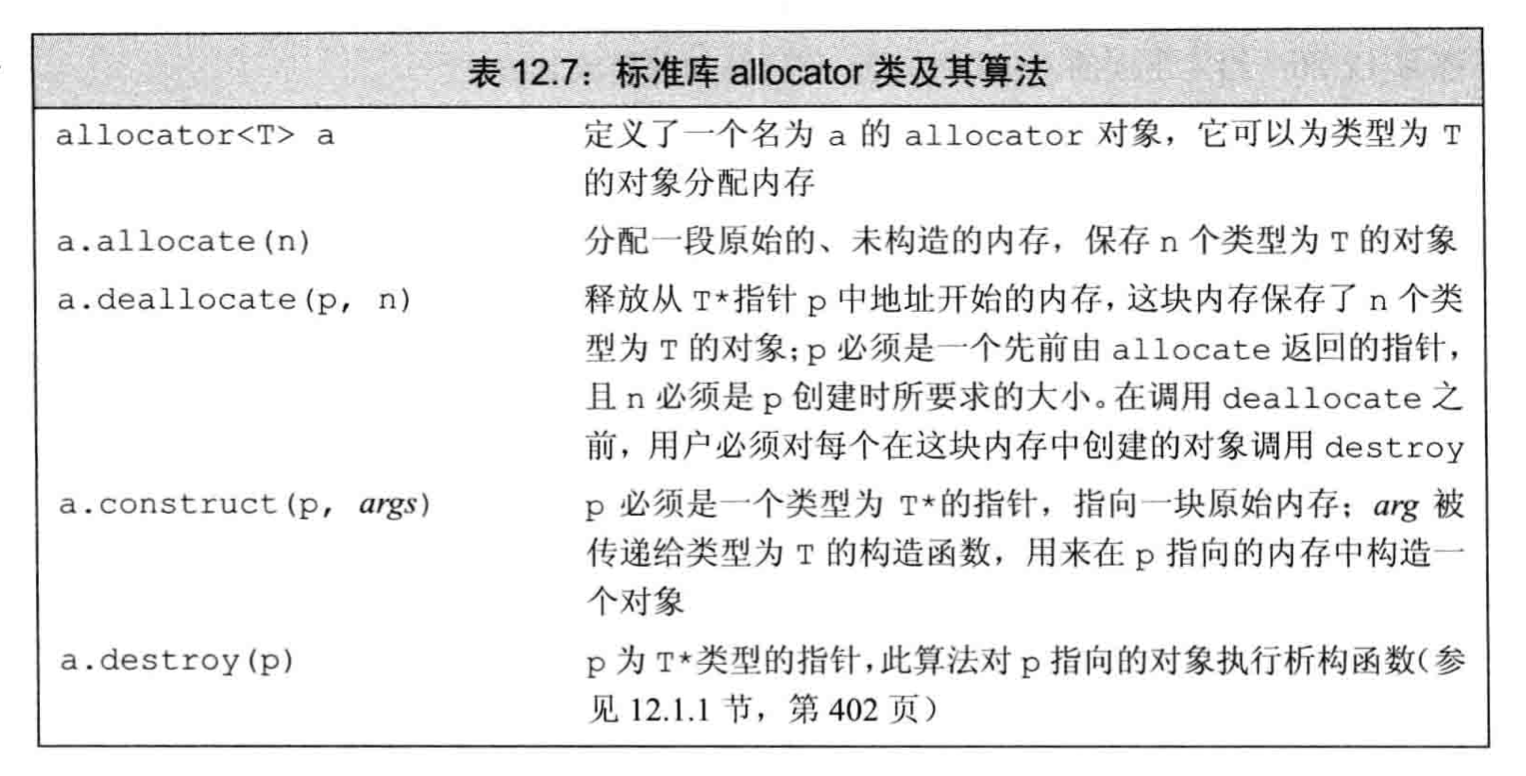 表 12.7：标准库 allocator 类及其算法
allocator<T> a 定义了一个名为 a 的 allocator 对象，它可以为类型为 T
的对象分配内存
a.allocate(n) 分配一段原始的、未构造的内存，保存 n 个类型为 T 的对象
a.deallocate(p, n) 释放从 T*指针 p 中地址开始的内存，这块内存保存了 n 个类
型为 T 的对象；p 必须是一个先前由 allocate 返回的指针，
且 n 必须是 p 创建时所要求的大小。在调用 deallocate 之
前，用户必须对每个在这块内存中创建的对象调用 destroy
a.construct(p, args) p 必须是一个类型为 T*的指针，指向一块原始内存；arg 被
传递给类型为 T 的构造函数，用来在 p 指向的内存中构造一
个对象
a.destroy(p) p 为 T*类型的指针，此算法对 p 指向的对象执行析构函数（参
见 12.1.1 节，第 402 页）